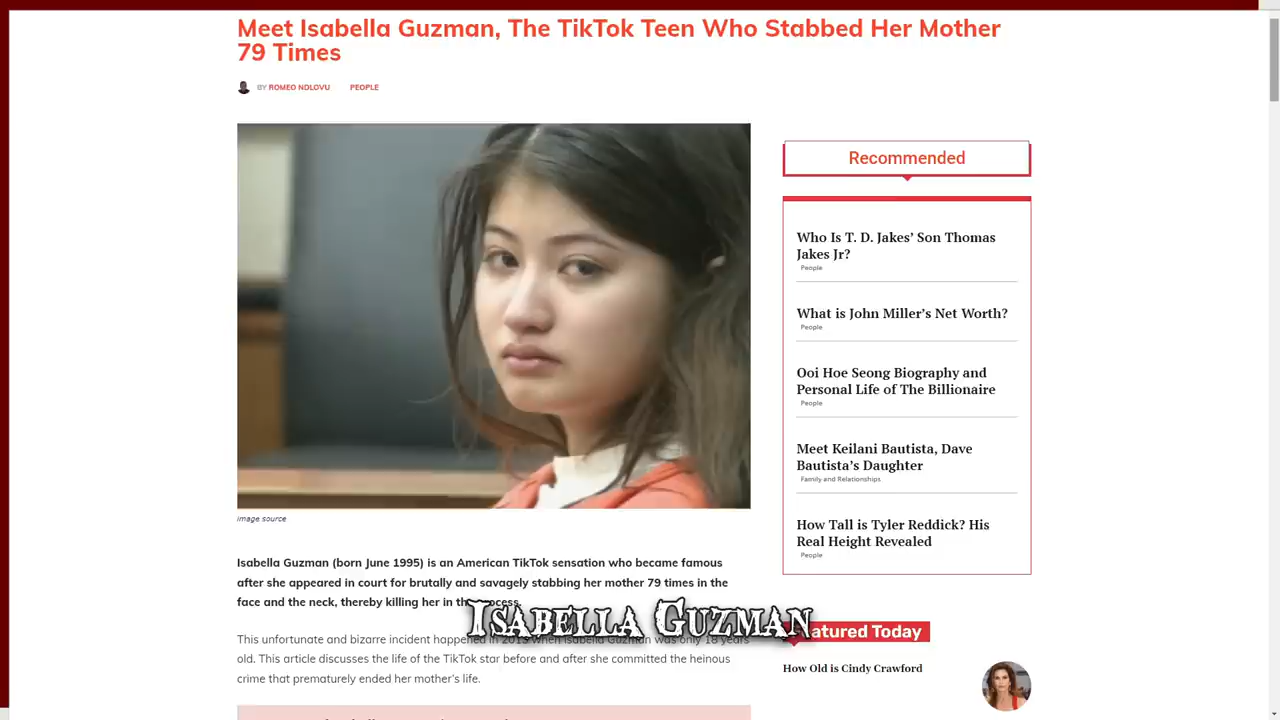 Meet Isabella Guzman, The TikTok Teen Who Stabbed Her Mother
79 Times
BY ROMEO NDLOVU PEOPLE
image source
Isabella Guzman (born June 1995) is an American TikTok sensation who became famous
after she appeared in court for brutally and savagely stabbing her mother 79 times in the
face and the neck, thereby killing her in the process.
This unfortunate and bizarre incident happened in 2013 when Isabella Guzman was only 18 years
old. This article discusses the life of the TikTok star before and after she committed the heinous
crime that prematurely ended her mother's life.
Isabella Guzman
Recommended
Who Is T. D. Jakes' Son Thomas
Jakes Jr?
People
What is John Miller's Net Worth?
People
Ooi Hoe Seong Biography and
Personal Life of The Billionaire
People
Meet Keilani Bautista, Dave
Bautista's Daughter
Family and Relationships
How Tall is Tyler Reddick? His
Real Height Revealed
People
atured Today
How Old is Cindy Crawford